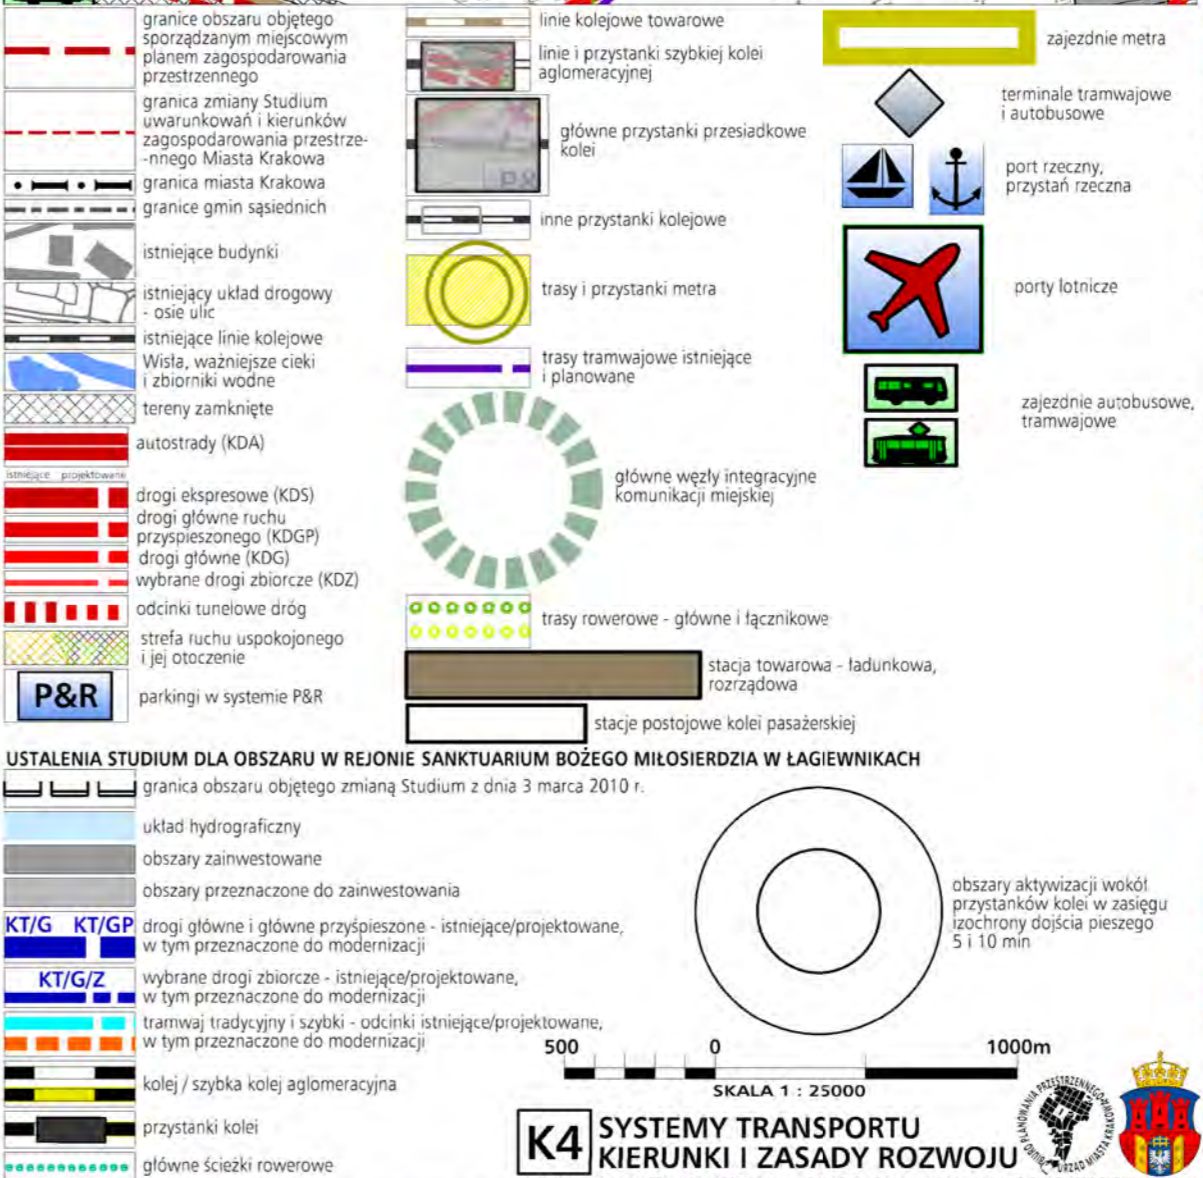 granice obszaru objętego
sporządzanym miejscowym
planem zagospodarowania
przestrzennego
granica zmiany Studium
uwarunkowań i kierunków
zagospodarowania przestrze-
-nnego Miasta Krakowa
granica miasta Krakowa
granice gmin sąsiednich
istniejące budynki
istniejący układ drogowy
- osie ulic
istniejące linie kolejowe
Wisła, ważniejsze cieki
i zbiorniki wodne
tereny zamknięte
autostrady (KDA)
istniejące projektowane
drogi ekspresowe (KDS)
drogi główne ruchu
przyspieszonego (KDGP)
drogi główne (KDG)
wybrane drogi zbiorcze (KDZ)
odcinki tunelowe dróg
strefa ruchu uspokojonego
i jej otoczenie
P&R
parkingi w systemie P&R
linie kolejowe towarowe
linie i przystanki szybkiej kolei
aglomeracyjnej
główne przystanki przesiadkowe
kolei
inne przystanki kolejowe
trasy i przystanki metra
trasy tramwajowe istniejące
i planowane
główne węzły integracyjne
komunikacji miejskiej
trasy rowerowe - główne i łącznikowe
stacja towarowa - ładunkowa,
rozrządowa
stacje postojowe kolei pasażerskiej
zajezdnie metra
terminale tramwajowe
i autobusowe
port rzeczny,
przystań rzeczna
porty lotnicze
zajezdnie autobusowe,
tramwajowe
USTALENIA STUDIUM DLA OBSZARU W REJONIE SANKTUARIUM BOŻEGO MIŁOSIERDZIA W ŁAGIEWNIKACH
granica obszaru objętego zmianą Studium z dnia 3 marca 2010 r.
układ hydrograficzny
obszary zainwestowane
obszary przeznaczone do zainwestowania
KT/G KT/GP
drogi główne i główne przyśpieszone - istniejące/projektowane,
w tym przeznaczone do modernizacji
KT/G/Z
wybrane drogi zbiorcze - istniejące/projektowane,
w tym przeznaczone do modernizacji
tramwaj tradycyjny i szybki - odcinki istniejące/projektowane,
w tym przeznaczone do modernizacji
kolej / szybka kolej aglomeracyjna
przystanki kolei
główne ścieżki rowerowe
obszary aktywizacji wokół
przystanków kolei w zasięgu
izochrony dojścia pieszego
5 i 10 min
500 0 1000m
SKALA 1 : 25000
K4
SYSTEMY TRANSPORTU
KIERUNKI I ZASADY ROZWOJU
BIURO PLANOWANIA PRZESTRZENNEGO
URZĄD MIASTA KRAKOWA